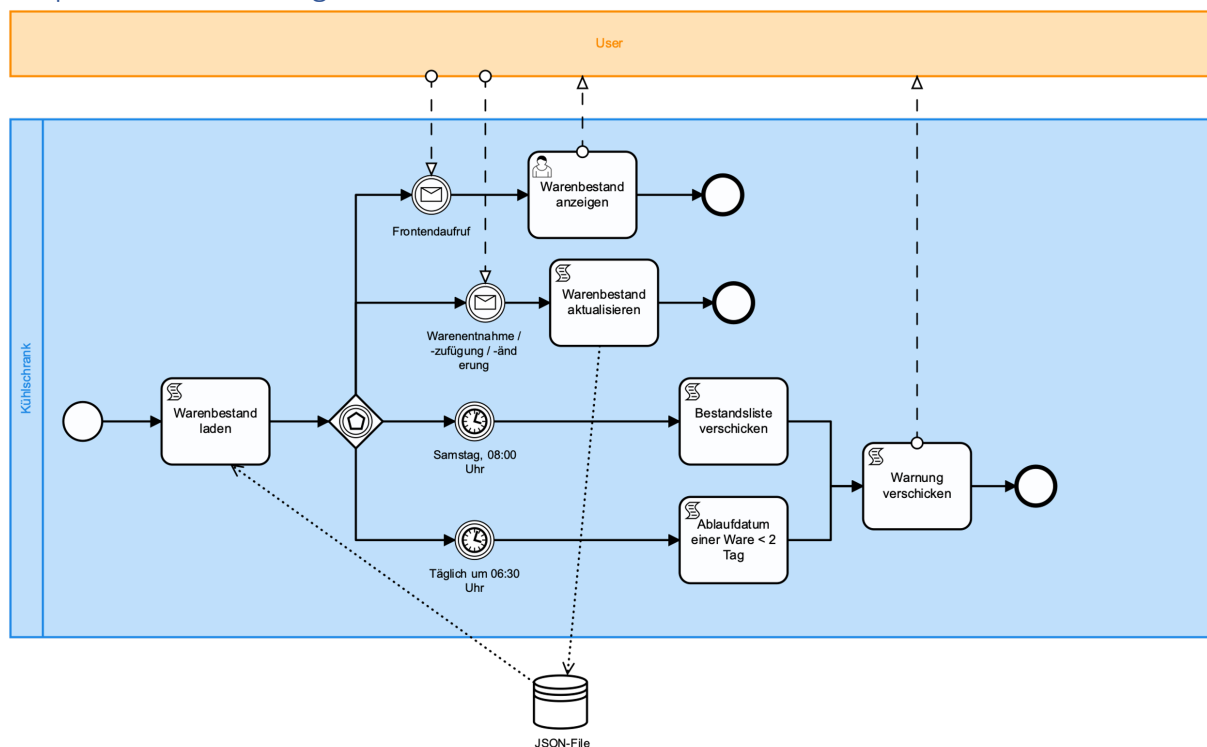 User
Kühlschrank
Frontendaufruf
Warenbestand
anzeigen
Warenentnahme /
-zufügung / -änd
erung
Warenbestand
aktualisieren
Warenbestand
laden
Samstag, 08:00
Uhr
Bestandsliste
verschicken
Täglich um 06:30
Uhr
Ablaufdatum
einer Ware < 2
Tag
Warnung
verschicken
JSON-File